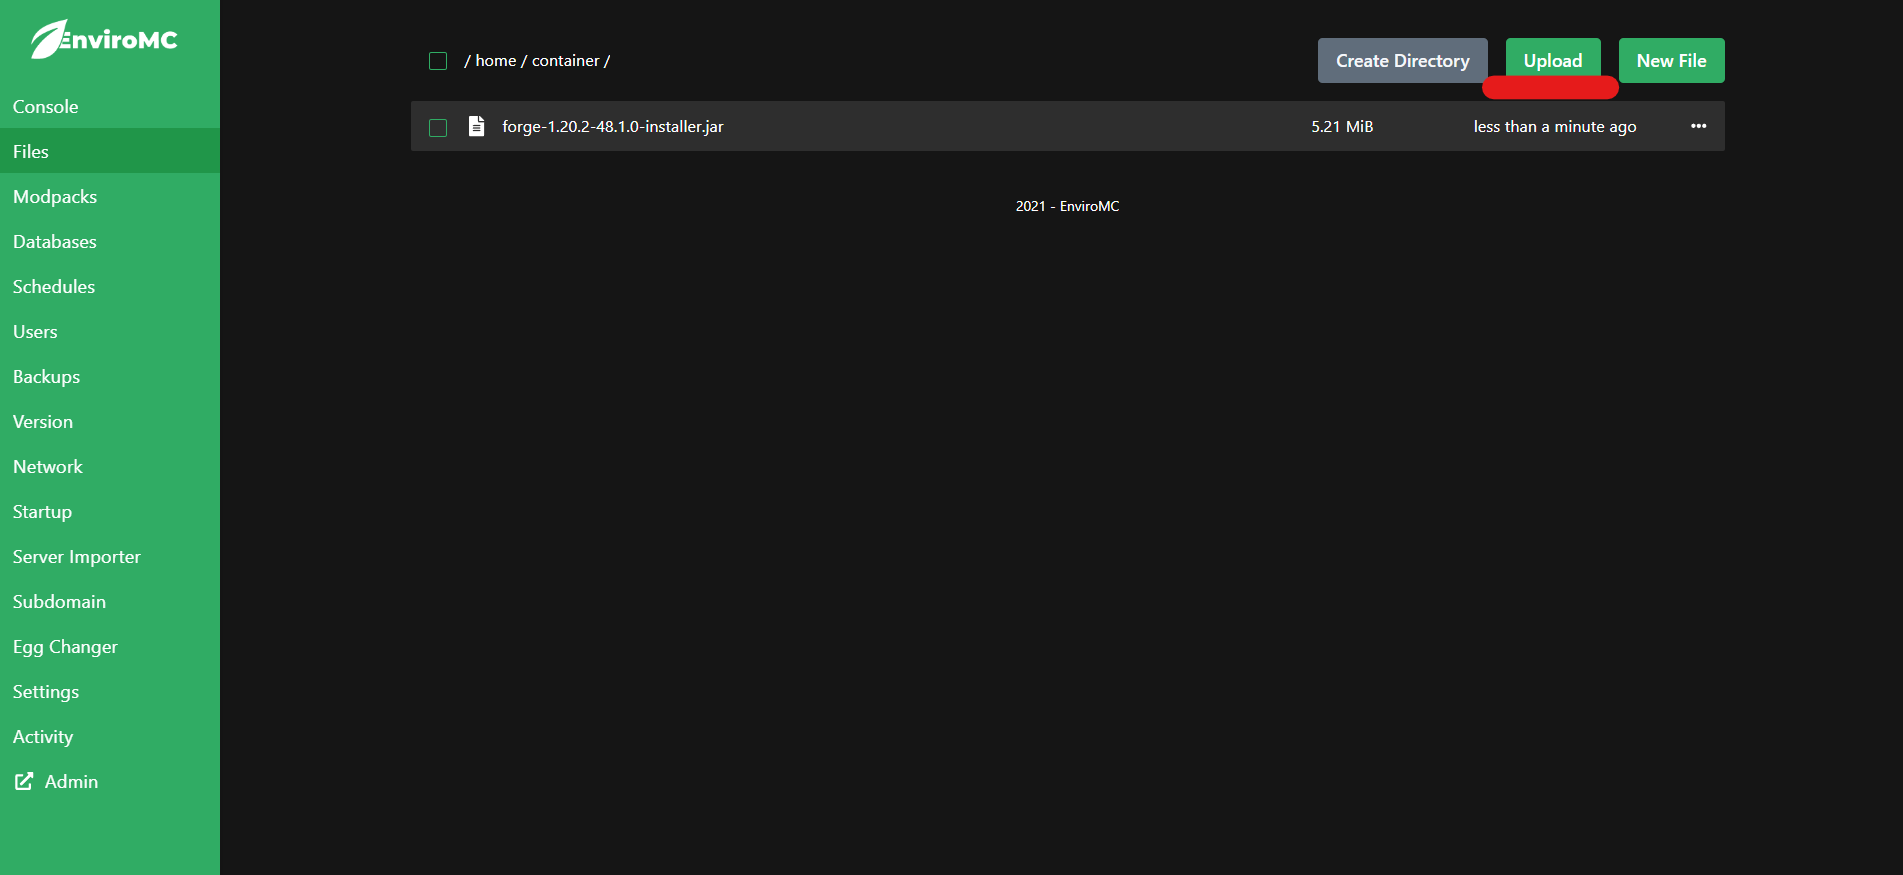 EnviroMC
Console
Files
Modpacks
Databases
Schedules
Users
Backups
Version
Network
Startup
Server Importer
Subdomain
Egg Changer
Settings
Activity
Admin
/ home / container /
Create Directory
Upload
New File
forge-1.20.2-48.1.0-installer.jar 5.21 MiB less than a minute ago
2021 - EnviroMC